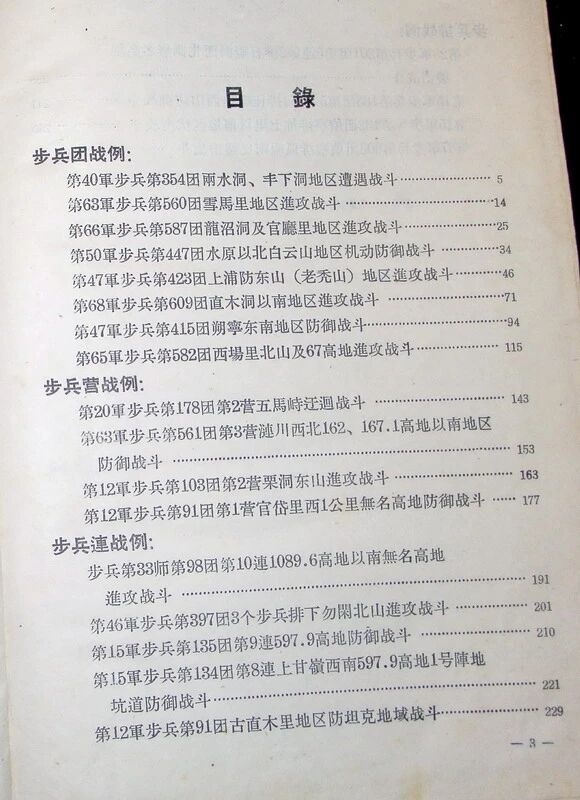 目 錄
步兵团战例：
第40軍步兵第354团兩水洞、丰下洞地区遭遇战斗 5
第63軍步兵第560团雪馬里地区進攻战斗 14
第66軍步兵第587团龍沼洞及官廳里地区進攻战斗 25
第50軍步兵第447团水原以北白云山地区机动防御战斗 34
第47軍步兵第423团上浦防东山（老禿山）地区進攻战斗 46
第68軍步兵第609团直木洞以南地区進攻战斗 71
第47軍步兵第415团朔寧东南地区防御战斗 94
第65軍步兵第582团西場里北山及67高地進攻战斗 115
步兵营战例：
第20軍步兵第178团第2营五馬峙迂迴战斗 143
第63軍步兵第561团第3营漣川西北162、167.1高地以南地区
防御战斗 153
第12軍步兵第103团第2营栗洞东山進攻战斗 163
第12軍步兵第91团第1营官岱里西1公里無名高地防御战斗 177
步兵連战例：
步兵第33师第98团第10連1089.6高地以南無名高地
進攻战斗 191
第46軍步兵第397团3个步兵排下勿閑北山進攻战斗 201
第15軍步兵第135团第9連597.9高地防御战斗 210
第15軍步兵第134团第8連上甘嶺西南597.9高地1号陣地
坑道防御战斗 221
第12軍步兵第91团古直木里地区防坦克地域战斗 229
— 3 —